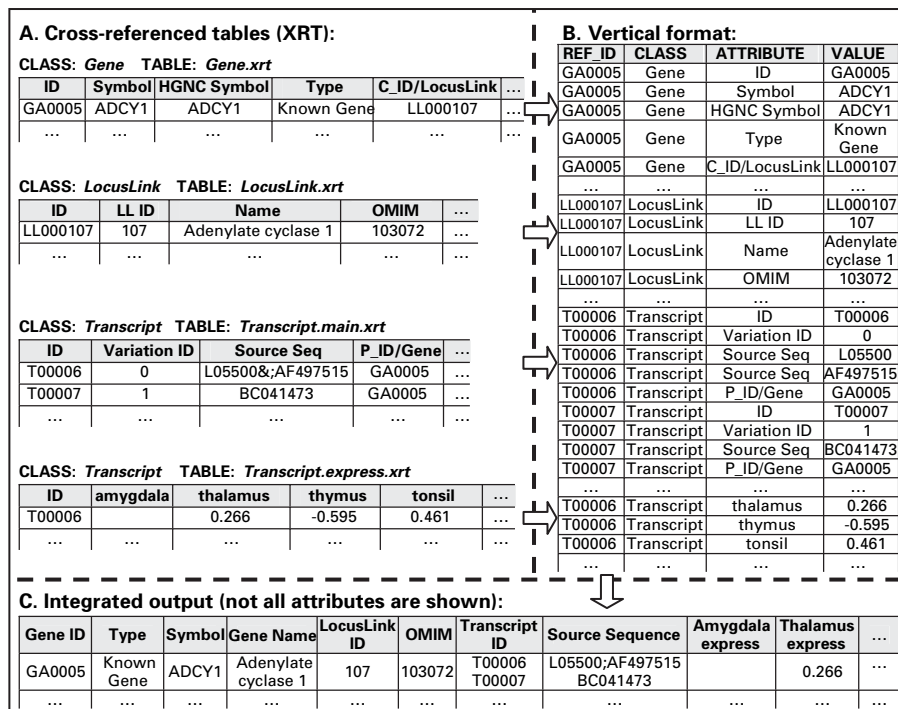 A. Cross-referenced tables (XRT):
CLASS: Gene TABLE: Gene.xrt
ID Symbol HGNC Symbol Type C_ID/LocusLink ...
GA0005 ADCY1 ADCY1 Known Gene LL000107 ...
... ... ... ... ... ...
CLASS: LocusLink TABLE: LocusLink.xrt
ID LL ID Name OMIM ...
LL000107 107 Adenylate cyclase 1 103072 ...
... ... ... ... ...
CLASS: Transcript TABLE: Transcript.main.xrt
ID Variation ID Source Seq P_ID/Gene ...
T00006 0 L05500&;AF497515 GA0005 ...
T00007 1 BC041473 GA0005 ...
... ... ... ... ...
CLASS: Transcript TABLE: Transcript.express.xrt
ID amygdala thalamus thymus tonsil ...
T00006 0.266 -0.595 0.461 ...
... ... ... ... ... ...
B. Vertical format:
REF_ID CLASS ATTRIBUTE VALUE
GA0005 Gene ID GA0005
GA0005 Gene Symbol ADCY1
GA0005 Gene HGNC Symbol ADCY1
GA0005 Gene Type Known
Gene
GA0005 Gene C_ID/LocusLink LL000107
... ... ... ...
LL000107 LocusLink ID LL000107
LL000107 LocusLink LL ID 107
LL000107 LocusLink Name Adenylate
cyclase 1
LL000107 LocusLink OMIM 103072
... ... ... ...
T00006 Transcript ID T00006
T00006 Transcript Variation ID 0
T00006 Transcript Source Seq L05500
T00006 Transcript Source Seq AF497515
T00006 Transcript P_ID/Gene GA0005
T00007 Transcript ID T00007
T00007 Transcript Variation ID 1
T00007 Transcript Source Seq BC041473
T00007 Transcript P_ID/Gene GA0005
... ... ... ...
T00006 Transcript thalamus 0.266
T00006 Transcript thymus -0.595
T00006 Transcript tonsil 0.461
... ... ... ...
C. Integrated output (not all attributes are shown):
Gene ID Type Symbol Gene Name LocusLink ID OMIM Transcript ID Source Sequence Amygdala express Thalamus express ...
GA0005 Known Gene ADCY1 Adenylate cyclase 1 107 103072 T00006 T00007 L05500;AF497515 BC041473 0.266 ...
... ... ... ... ... ... ... ... ... ... ...